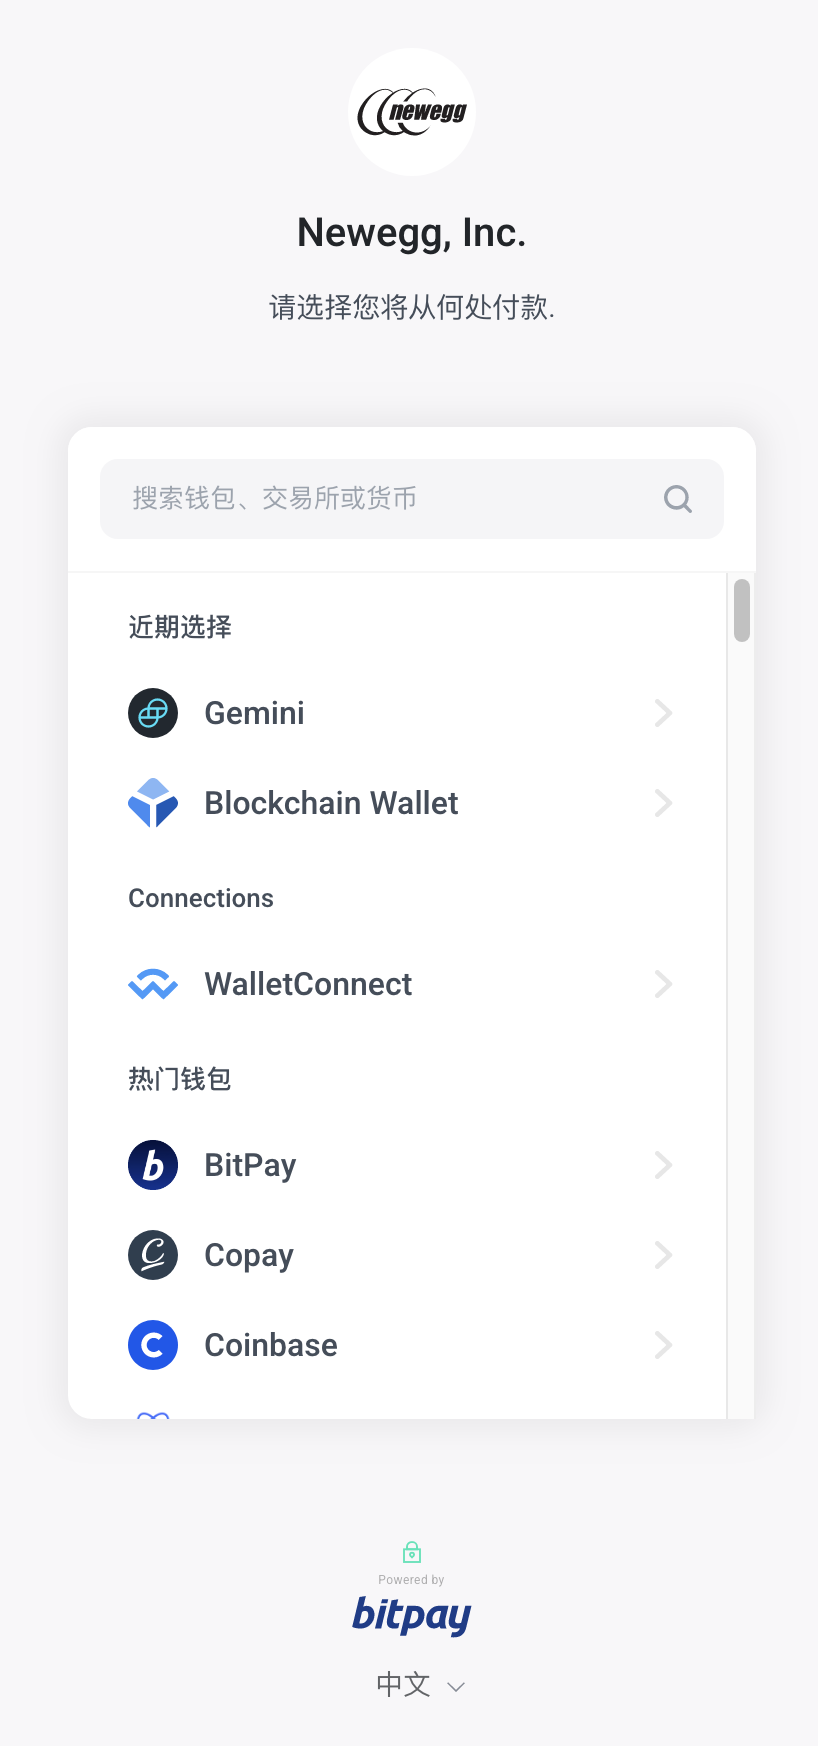 newegg
Newegg, Inc.
请选择您将从何处付款.
搜索钱包、交易所或货币
近期选择
Gemini
Blockchain Wallet
Connections
WalletConnect
热门钱包
BitPay
Copay
Coinbase
Powered by
bitpay
中文